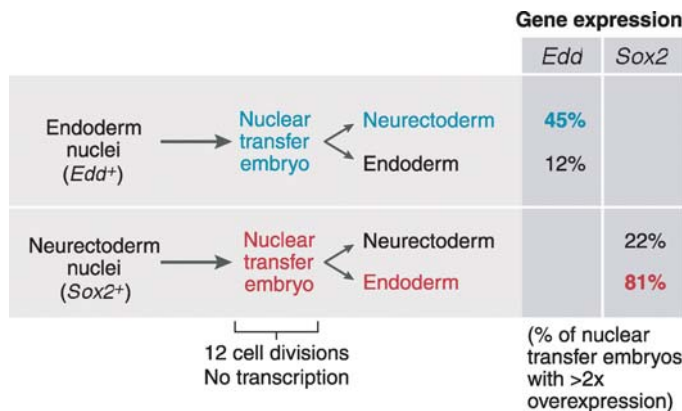 Gene expression
Edd Sox2
Endoderm
nuclei
(Edd+)
Nuclear
transfer
embryo
Neurectoderm
Endoderm
45%
12%
Neurectoderm
nuclei
(Sox2+)
Nuclear
transfer
embryo
Neurectoderm
Endoderm
22%
81%
12 cell divisions
No transcription
(% of nuclear
transfer embryos
with >2x
overexpression)